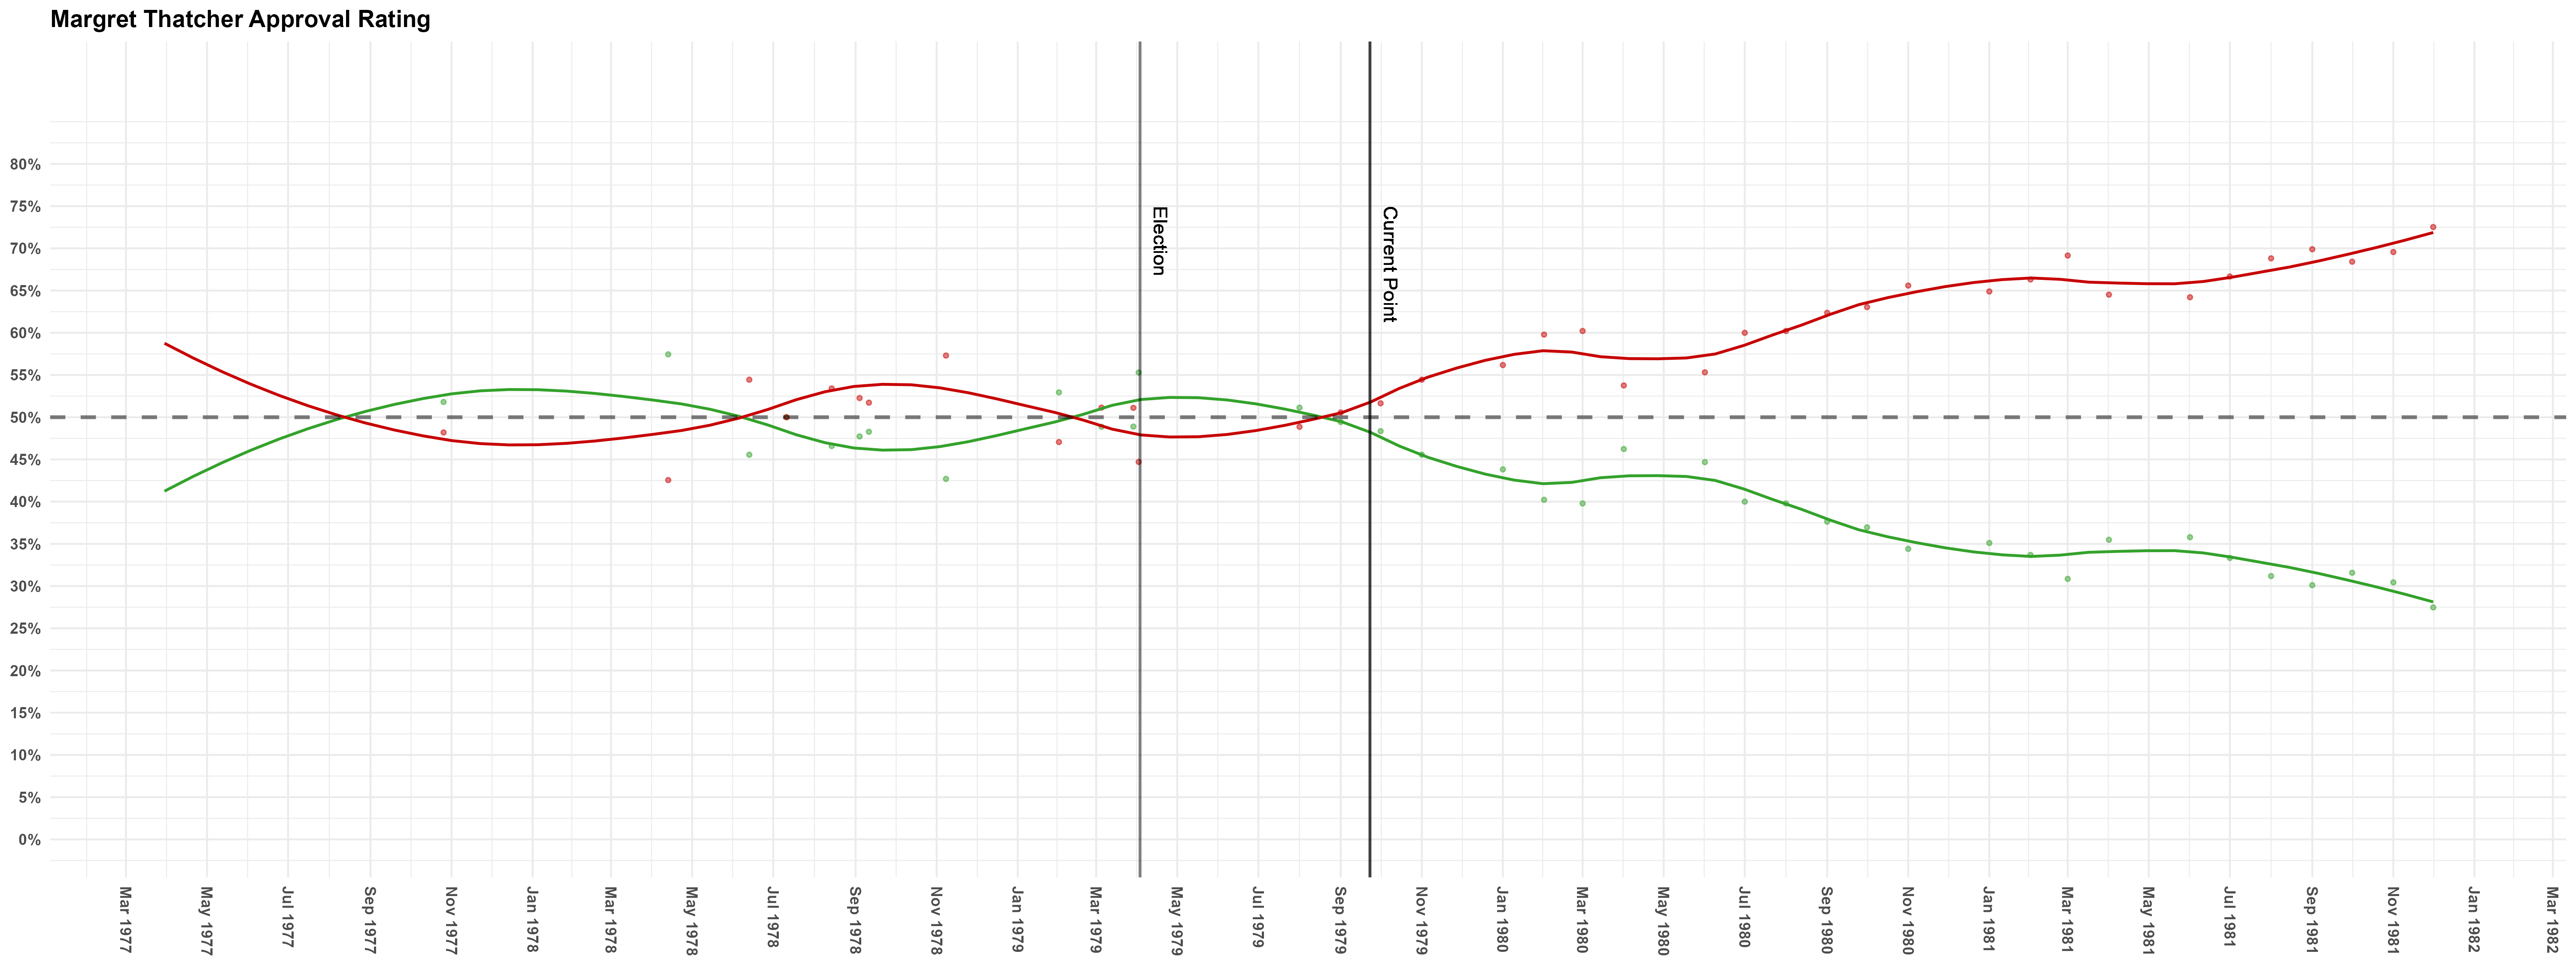 Margret Thatcher Approval Rating
80%
75%
70%
65%
60%
55%
50%
45%
40%
35%
30%
25%
20%
15%
10%
5%
0%
Election
Current Point
Mar 1977
May 1977
Jul 1977
Sep 1977
Nov 1977
Jan 1978
Mar 1978
May 1978
Jul 1978
Sep 1978
Nov 1978
Jan 1979
Mar 1979
May 1979
Jul 1979
Sep 1979
Nov 1979
Jan 1980
Mar 1980
May 1980
Jul 1980
Sep 1980
Nov 1980
Jan 1981
Mar 1981
May 1981
Jul 1981
Sep 1981
Nov 1981
Jan 1982
Mar 1982